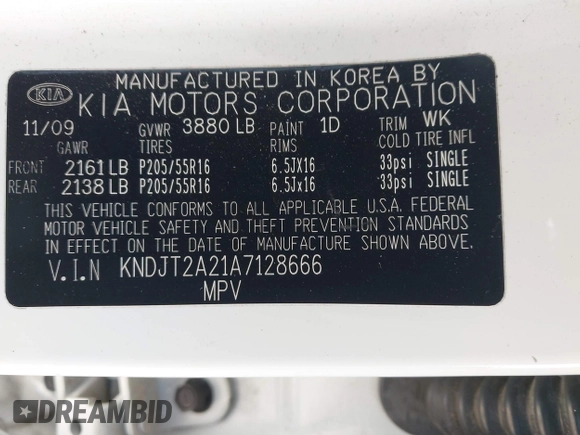 MANUFACTURED IN KOREA BY
KIA KIA MOTORS CORPORATION
11/09 GVWR 3880 LB PAINT 1D TRIM WK
GAWR TIRES RIMS COLD TIRE INFL
FRONT 2161 LB P205/55R16 6.5JX16 33psi SINGLE
REAR 2138 LB P205/55R16 6.5Jx16 33psi SINGLE
THIS VEHICLE CONFORMS TO ALL APPLICABLE U.S.A. FEDERAL
MOTOR VEHICLE SAFETY AND THEFT PREVENTION STANDARDS
IN EFFECT ON THE DATE OF MANUFACTURE SHOWN ABOVE.
V.I.N KNDJT2A21A7128666
MPV
DREAMBID